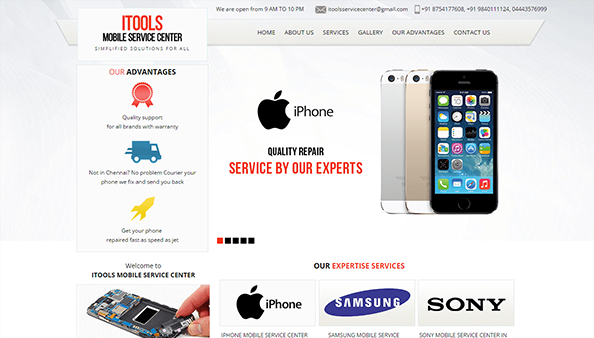 We are open from 9 AM TO 10 PM
itoolsservicecenter@gmail.com
+91 8754177608, +91 9840111124, 04443576999
ITOOLS
MOBILE SERVICE CENTER
SIMPLIFIED SOLUTIONS FOR ALL
HOME ABOUT US SERVICES GALLERY OUR ADVANTAGES CONTACT US
OUR ADVANTAGES
Quality support
for all brands with warranty
Not in Chennai? No problem Courier your
phone we fix and send you back
Get your phone
repaired fast as speed as jet
iPhone
QUALITY REPAIR
SERVICE BY OUR EXPERTS
Welcome to
ITOOLS MOBILE SERVICE CENTER
OUR EXPERTISE SERVICES
iPhone
SAMSUNG
SONY
IPHONE MOBILE SERVICE CENTER
SAMSUNG MOBILE SERVICE
SONY MOBILE SERVICE CENTER IN